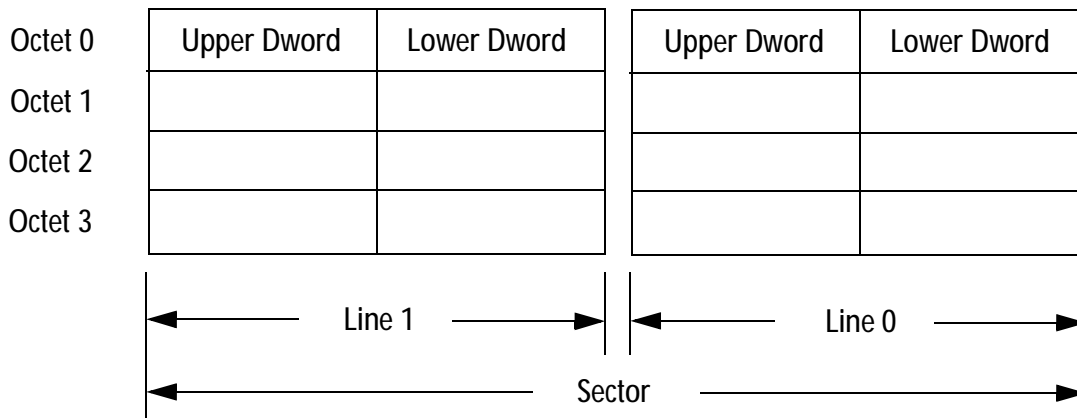 Octet 0 Upper Dword Lower Dword Upper Dword Lower Dword
Octet 1
Octet 2
Octet 3
Line 1 Line 0
Sector